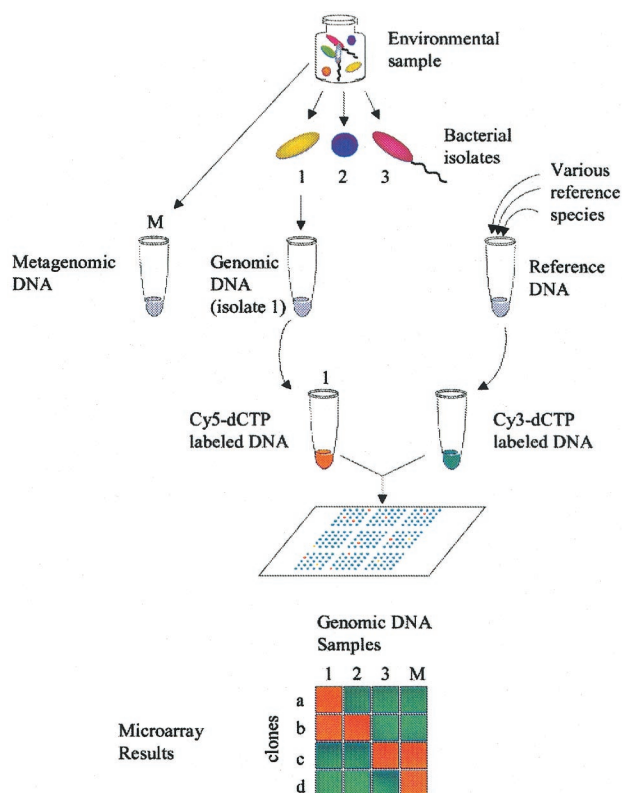 Environmental
sample
Bacterial
isolates
1 2 3
Various
reference
species
M
Metagenomic
DNA
Genomic
DNA
(isolate 1)
Reference
DNA
1
Cy5-dCTP
labeled DNA
Cy3-dCTP
labeled DNA
Genomic DNA
Samples
1 2 3 M
a
b
c
d
clones
Microarray
Results